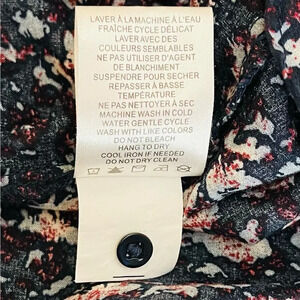 LAVER À LA MACHINE À L'EAU
FRAÎCHE CYCLE DÉLICAT
LAVER AVEC DES
COULEURS SEMBLABLES
NE PAS UTILISER D'AGENT
DE BLANCHIMENT
SUSPENDRE POUR SECHER
REPASSER À BASSE
TEMPÉRATURE
NE PAS NETTOYER À SEC
MACHINE WASH IN COLD
WATER GENTLE CYCLE
WASH WITH LIKE COLORS
DO NOT BLEACH
HANG TO DRY
COOL IRON IF NEEDED
DO NOT DRY CLEAN